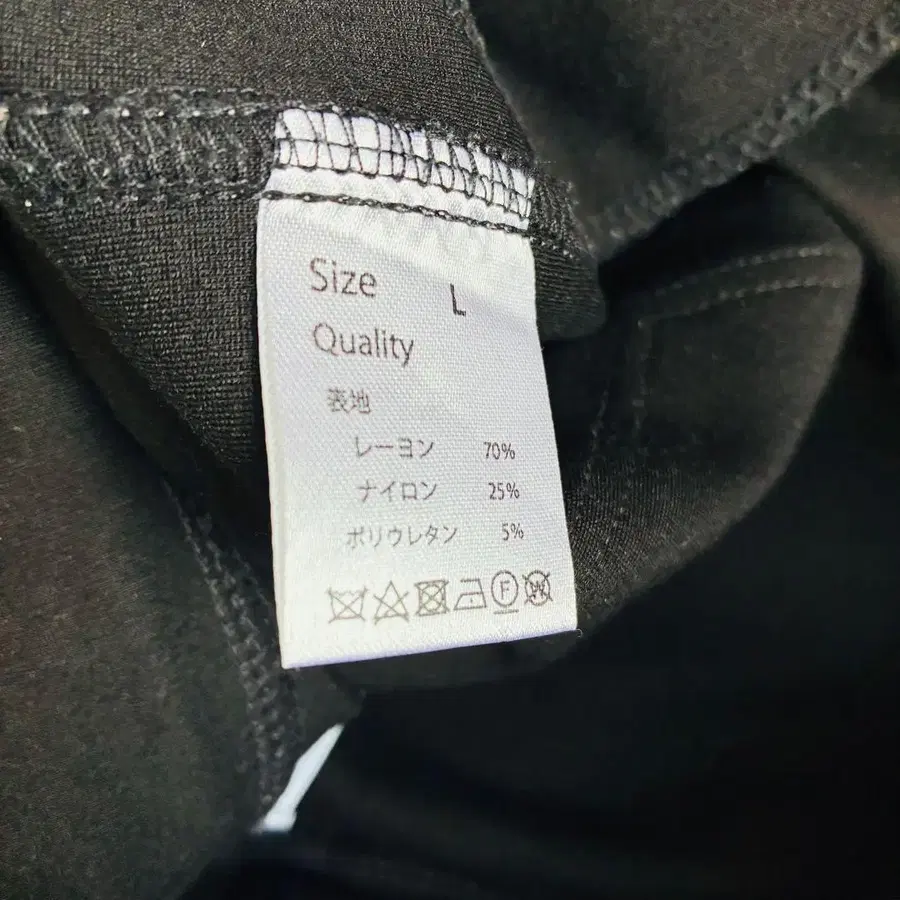 Size L
Quality
表地
レーヨン 70%
ナイロン 25%
ポリウレタン 5%
F W